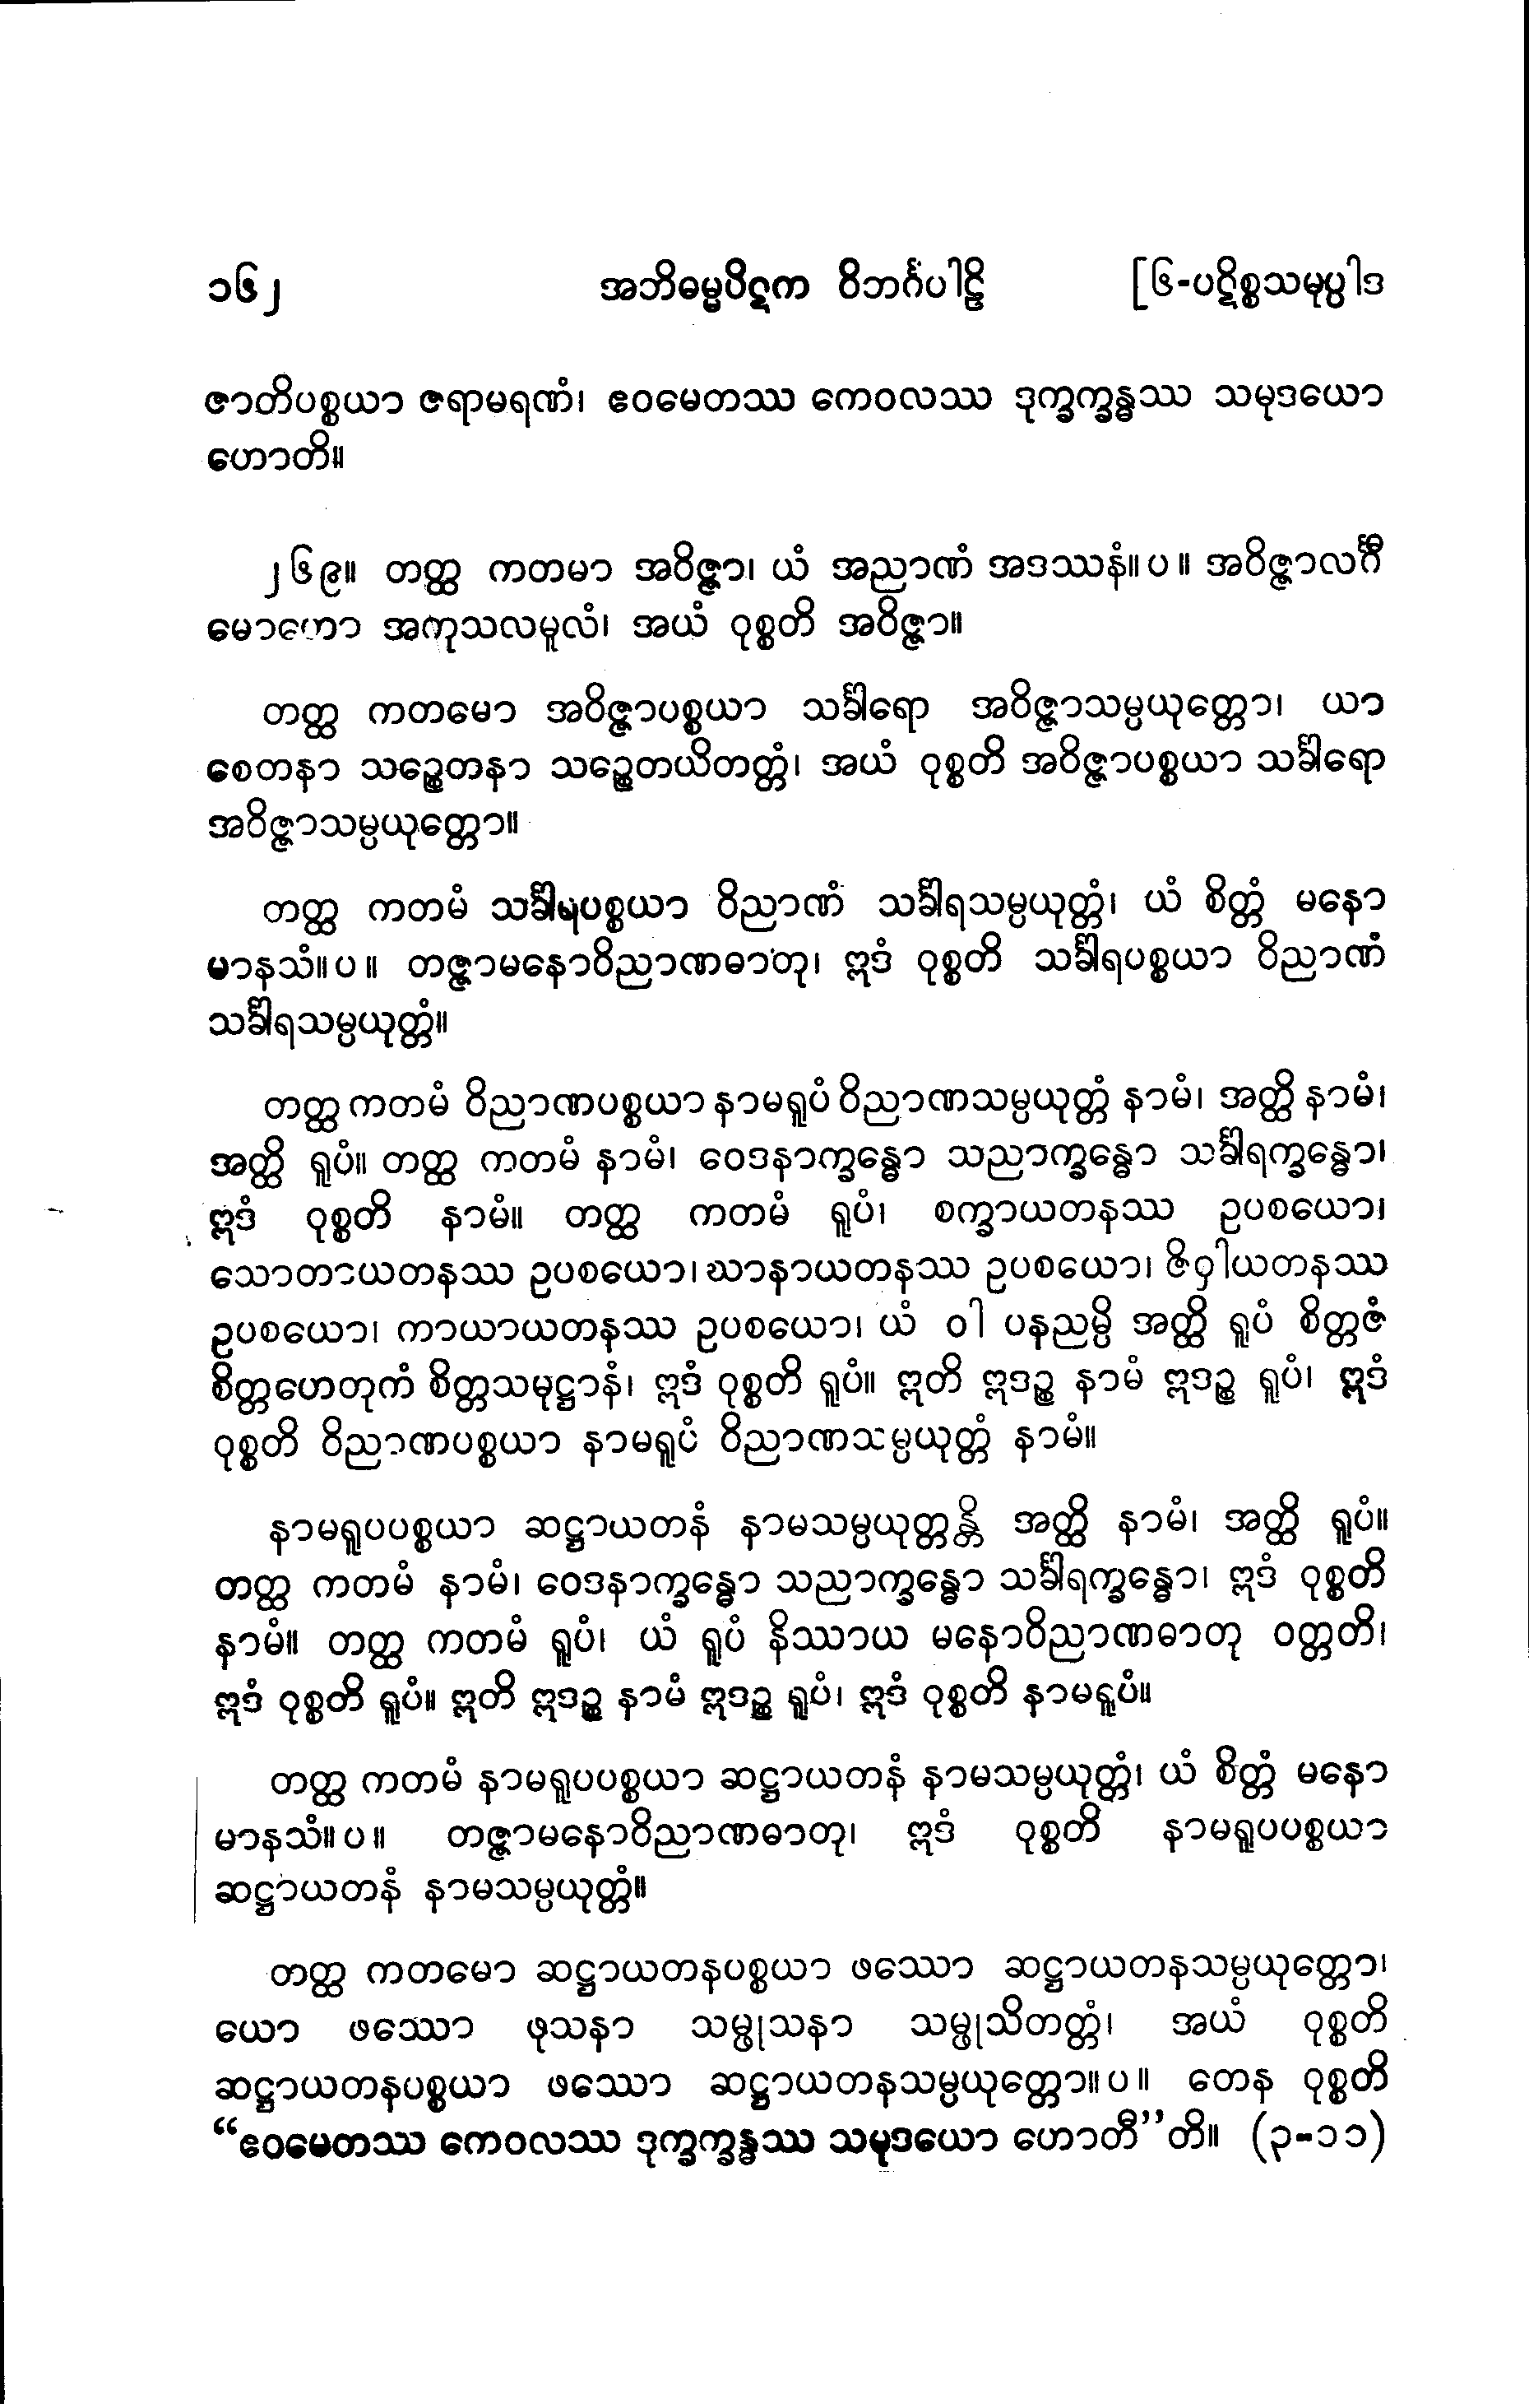 ၁၆၂ အဘိဓမ္မပိဋက ဝိဘင်္ဂပါဠိ [၆-ပဋိစ္စသမုပ္ပါဒ
ဇာတိပစ္စယာ ဇရာမရဏံ၊ ဧဝမေတဿ ကေဝလဿ ဒုက္ခက္ခန္ဓဿ သမုဒယော
ဟောတိ။
၂၆၉။ တတ္ထ ကတမာ အဝိဇ္ဇာ၊ ယံ အညာဏံ အဒဿနံ။ ပ ။ အဝိဇ္ဇာလင်္ဂီ
မောဟော အကုသလမူလံ၊ အယံ ဝုစ္စတိ အဝိဇ္ဇာ။
တတ္ထ ကတမော အဝိဇ္ဇာပစ္စယာ သင်္ခါရော အဝိဇ္ဇာသမ္ပယုတ္တော၊ ယာ
စေတနာ သဉ္စေတနာ သဉ္စေတယိတတ္တံ၊ အယံ ဝုစ္စတိ အဝိဇ္ဇာပစ္စယာ သင်္ခါရော
အဝိဇ္ဇာသမ္ပယုတ္တော။
တတ္ထ ကတမံ သင်္ခါရပစ္စယာ ဝိညာဏံ သင်္ခါရသမ္ပယုတ္တံ၊ ယံ စိတ္တံ မနော
မာနသံ။ ပ ။ တဇ္ဇာမနောဝိညာဏဓာတု၊ ဣဒံ ဝုစ္စတိ သင်္ခါရပစ္စယာ ဝိညာဏံ
သင်္ခါရသမ္ပယုတ္တံ။
တတ္ထ ကတမံ ဝိညာဏပစ္စယာ နာမရူပံ ဝိညာဏသမ္ပယုတ္တံ နာမံ၊ အတ္ထိ နာမံ၊
အတ္ထိ ရူပံ။ တတ္ထ ကတမံ နာမံ၊ ဝေဒနာက္ခန္ဓော သညာက္ခန္ဓော သင်္ခါရက္ခန္ဓော၊
ဣဒံ ဝုစ္စတိ နာမံ။ တတ္ထ ကတမံ ရူပံ၊ စက္ခာယတနဿ ဥပစယော၊
သောတာယတနဿ ဥပစယော၊ ဃာနာယတနဿ ဥပစယော၊ ဇိဝှါယတနဿ
ဥပစယော၊ ကာယာယတနဿ ဥပစယော၊ ယံ ဝါ ပနညမ္ပိ အတ္ထိ ရူပံ စိတ္တဇံ
စိတ္တဟေတုကံ စိတ္တသမုဋ္ဌာနံ၊ ဣဒံ ဝုစ္စတိ ရူပံ။ ဣတိ ဣဒဉ္စ နာမံ ဣဒဉ္စ ရူပံ၊ ဣဒံ
ဝုစ္စတိ ဝိညာဏပစ္စယာ နာမရူပံ ဝိညာဏသမ္ပယုတ္တံ နာမံ။
နာမရူပပစ္စယာ ဆဋ္ဌာယတနံ နာမသမ္ပယုတ္တန္တိ အတ္ထိ နာမံ၊ အတ္ထိ ရူပံ။
တတ္ထ ကတမံ နာမံ၊ ဝေဒနာက္ခန္ဓော သညာက္ခန္ဓော သင်္ခါရက္ခန္ဓော၊ ဣဒံ ဝုစ္စတိ
နာမံ။ တတ္ထ ကတမံ ရူပံ၊ ယံ ရူပံ နိဿာယ မနောဝိညာဏဓာတု ဝတ္တတိ၊
ဣဒံ ဝုစ္စတိ ရူပံ။ ဣတိ ဣဒဉ္စ နာမံ ဣဒဉ္စ ရူပံ၊ ဣဒံ ဝုစ္စတိ နာမရူပံ။
တတ္ထ ကတမံ နာမရူပပစ္စယာ ဆဋ္ဌာယတနံ နာမသမ္ပယုတ္တံ၊ ယံ စိတ္တံ မနော
မာနသံ။ ပ ။ တဇ္ဇာမနောဝိညာဏဓာတု၊ ဣဒံ ဝုစ္စတိ နာမရူပပစ္စယာ
ဆဋ္ဌာယတနံ နာမသမ္ပယုတ္တံ။
တတ္ထ ကတမော ဆဋ္ဌာယတနပစ္စယာ ဖဿော ဆဋ္ဌာယတနသမ္ပယုတ္တော၊
ယော ဖဿော ဖုသနာ သမ္ဖုသနာ သမ္ဖုသိတတ္တံ၊ အယံ ဝုစ္စတိ
ဆဋ္ဌာယတနပစ္စယာ ဖဿော ဆဋ္ဌာယတနသမ္ပယုတ္တော။ ပ ။ တေန ဝုစ္စတိ
“ဧဝမေတဿ ကေဝလဿ ဒုက္ခက္ခန္ဓဿ သမုဒယော ဟောတီ”တိ။ (၃-၁၁)